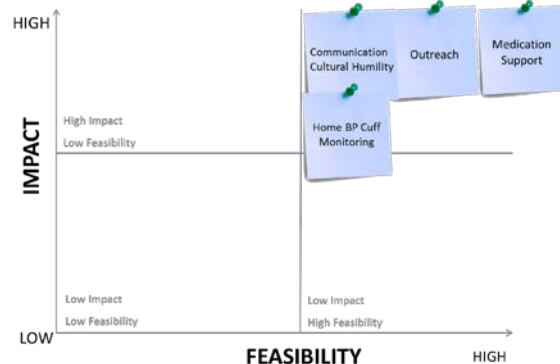 HIGH
Communication
Cultural Humility
Outreach
Medication
Support
Home BP Cuff
Monitoring
High Impact
Low Feasibility
IMPACT
Low Impact
Low Feasibility
Low Impact
High Feasibility
LOW
FEASIBILITY
HIGH